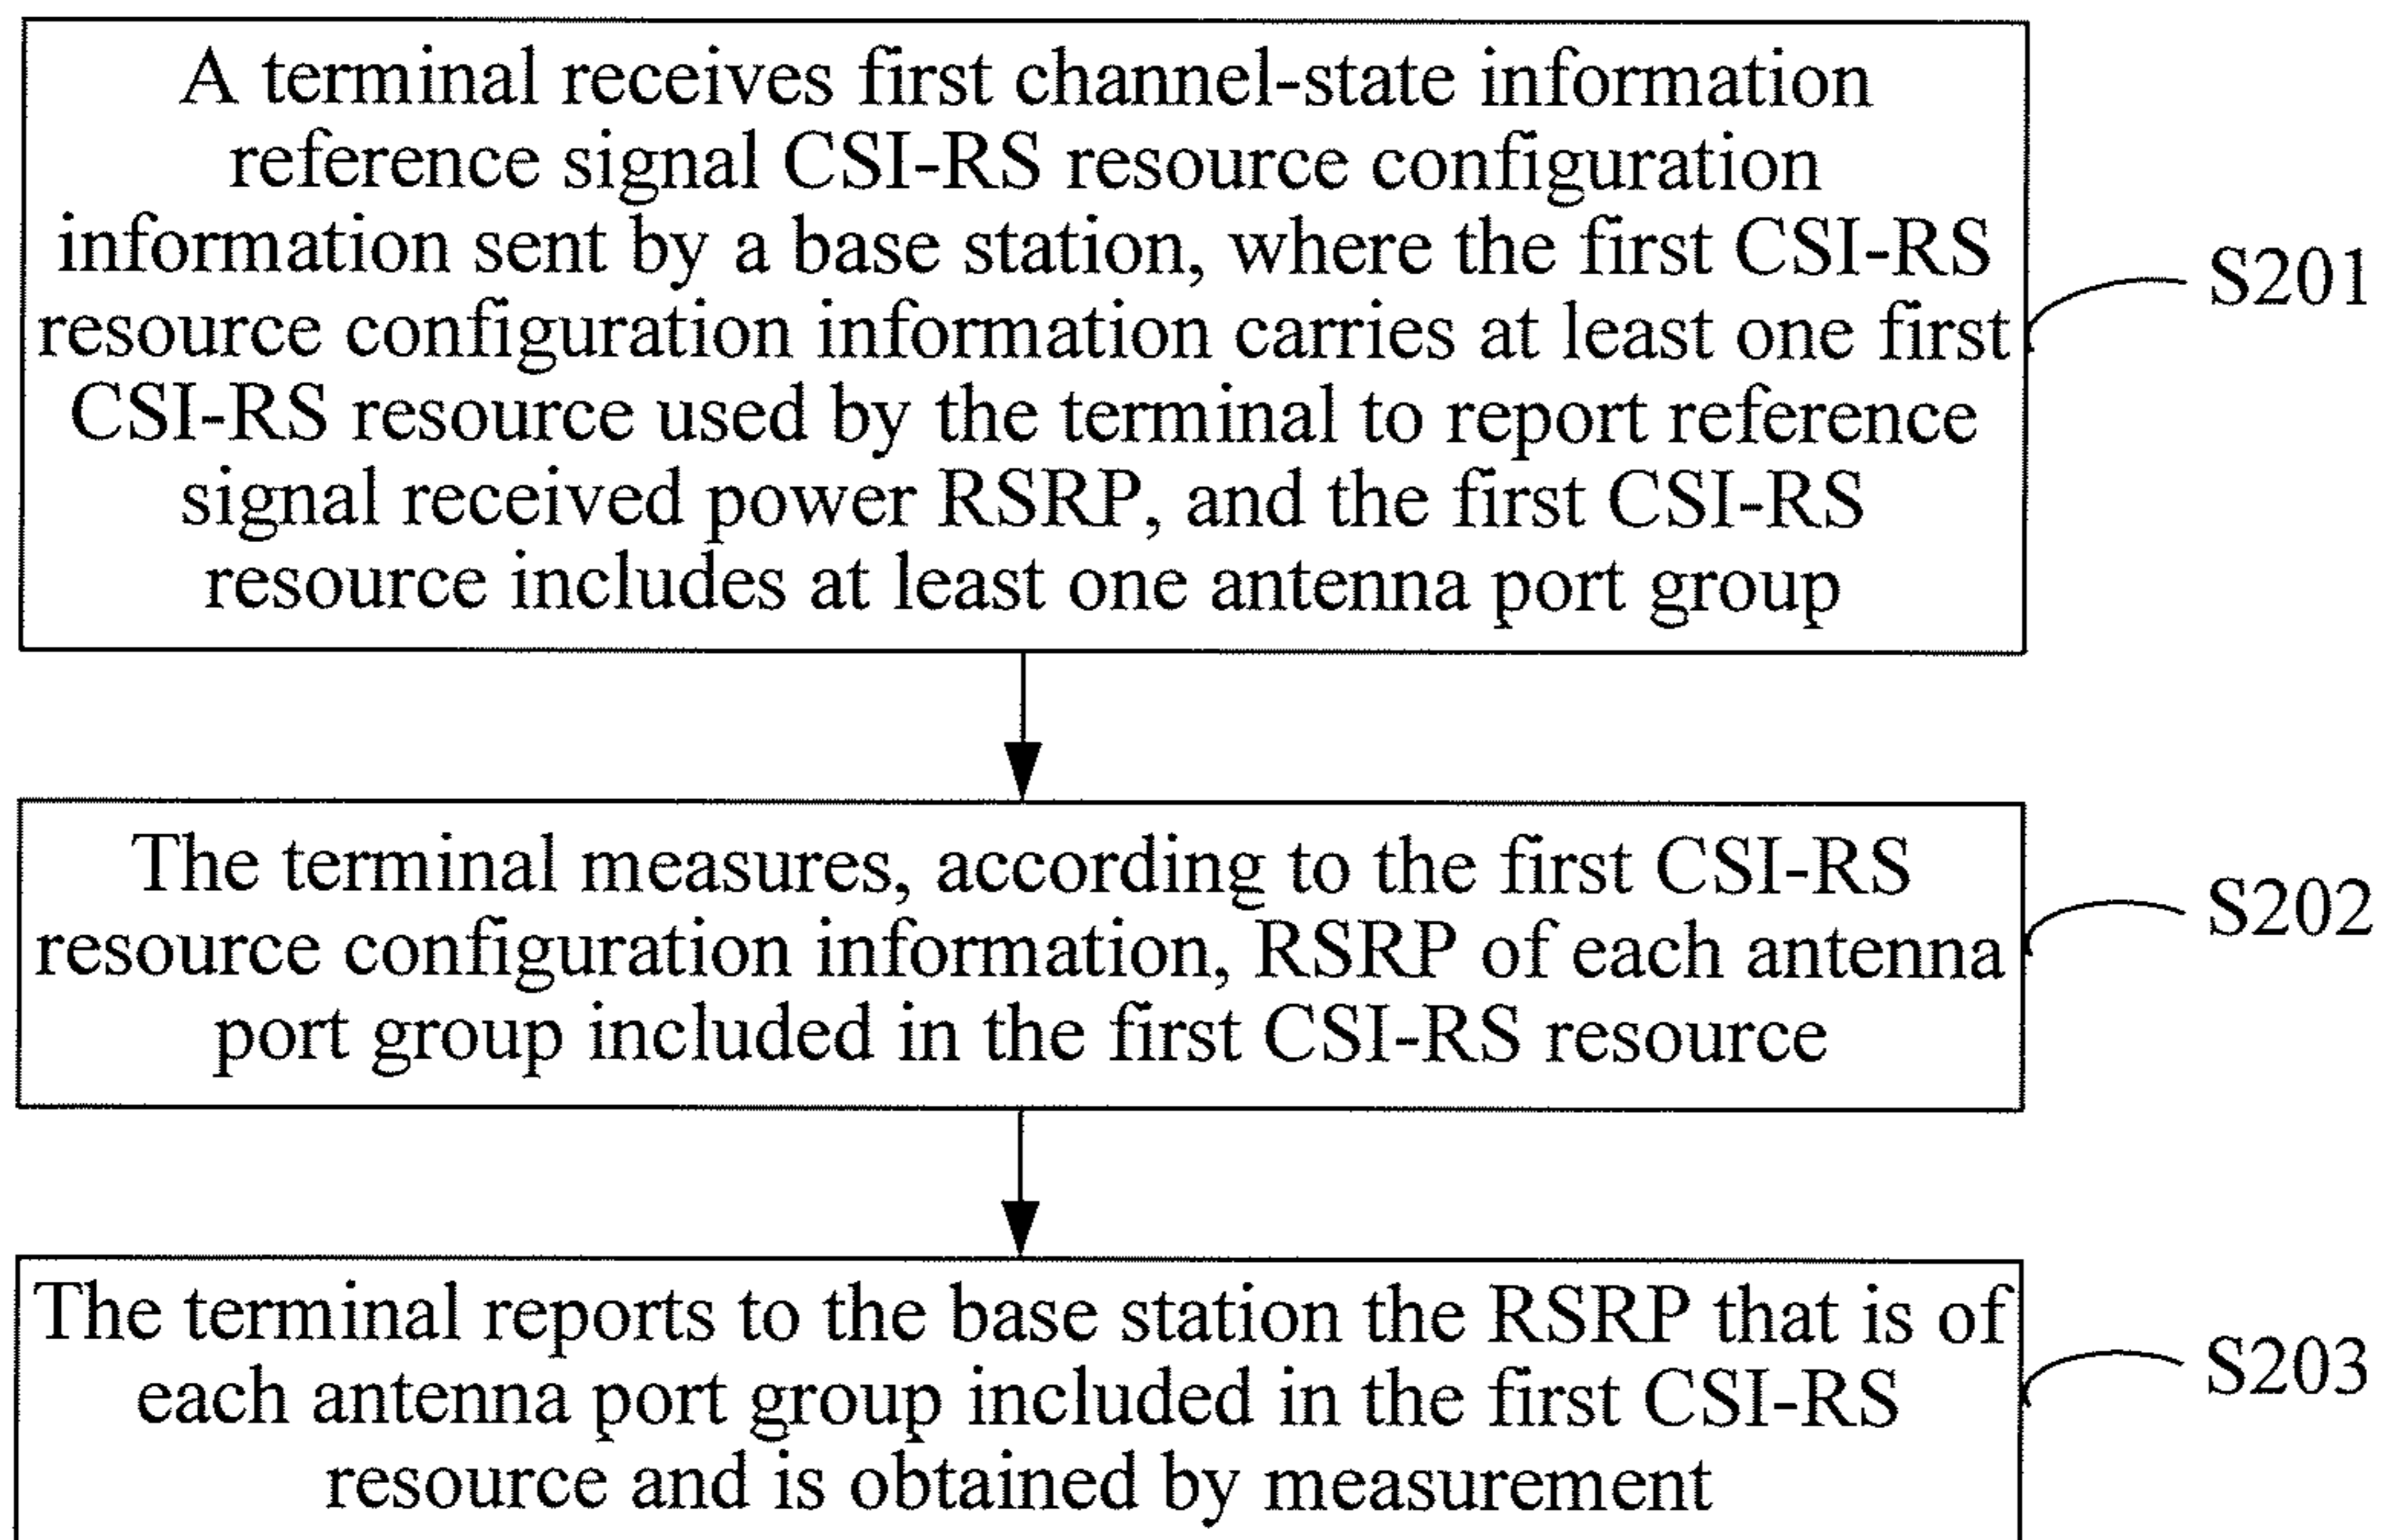 A terminal receives first channel-state information
reference signal CSI-RS resource configuration
information sent by a base station, where the first CSI-RS
resource configuration information carries at least one first
CSI-RS resource used by the terminal to report reference
signal received power RSRP, and the first CSI-RS
resource includes at least one antenna port group
S201
The terminal measures, according to the first CSI-RS
resource configuration information, RSRP of each antenna
port group included in the first CSI-RS resource
S202
The terminal reports to the base station the RSRP that is of
each antenna port group included in the first CSI-RS
resource and is obtained by measurement
S203